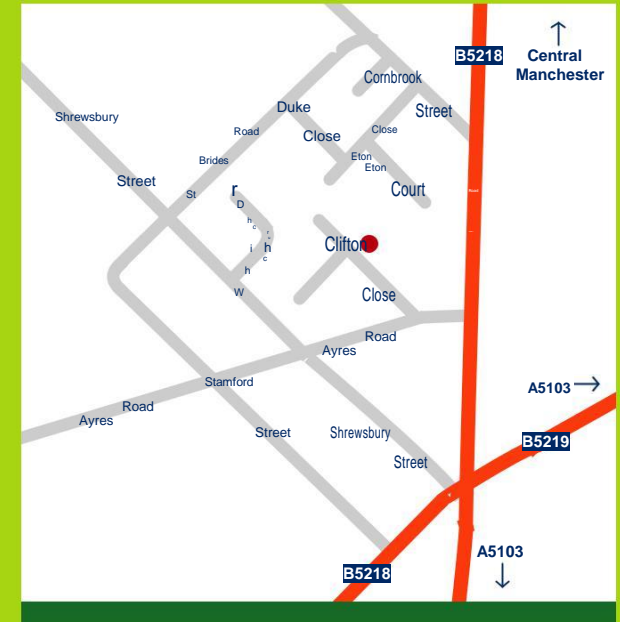 B5218
Central
Manchester
Cornbrook
Street
Duke
Close
Close
Shrewsbury
Street
Road
Brides
St
Eton
Eton
Court
r
D
h
c
r
i
h
c
h
W
Clifton
Close
Road
Ayres
A5103
Stamford
Road
Ayres
Street
Shrewsbury
Street
B5219
A5103
B5218